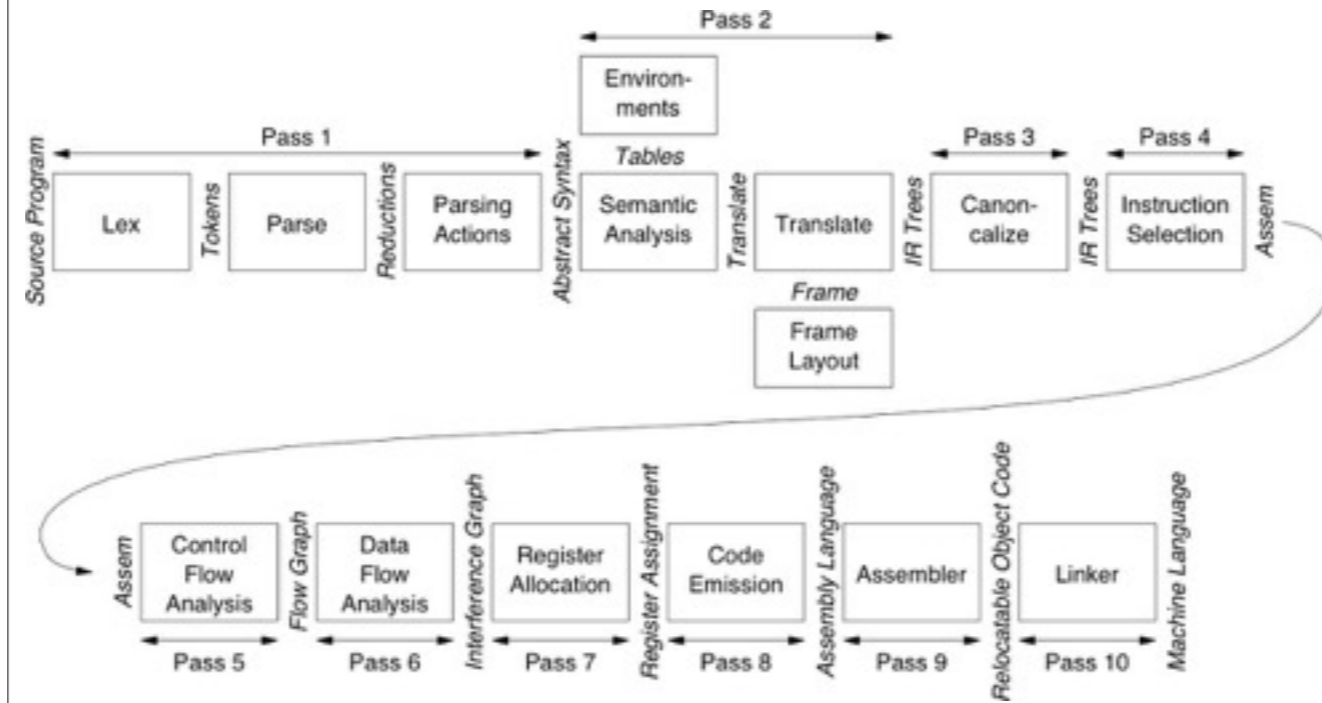 Pass 2
Environ-
ments
Pass 1
Pass 3
Pass 4
Tables
Source Program
Lex
Tokens
Parse
Reductions
Parsing
Actions
Abstract Syntax
Semantic
Analysis
Translate
Translate
IR Trees
Canon-
calize
IR Trees
Instruction
Selection
Assem
Frame
Frame
Layout
Assem
Control
Flow
Analysis
Flow Graph
Data
Flow
Analysis
Interference Graph
Register
Allocation
Register Assignment
Code
Emission
Assembly Language
Assembler
Relocatable Object Code
Linker
Machine Language
Pass 5
Pass 6
Pass 7
Pass 8
Pass 9
Pass 10